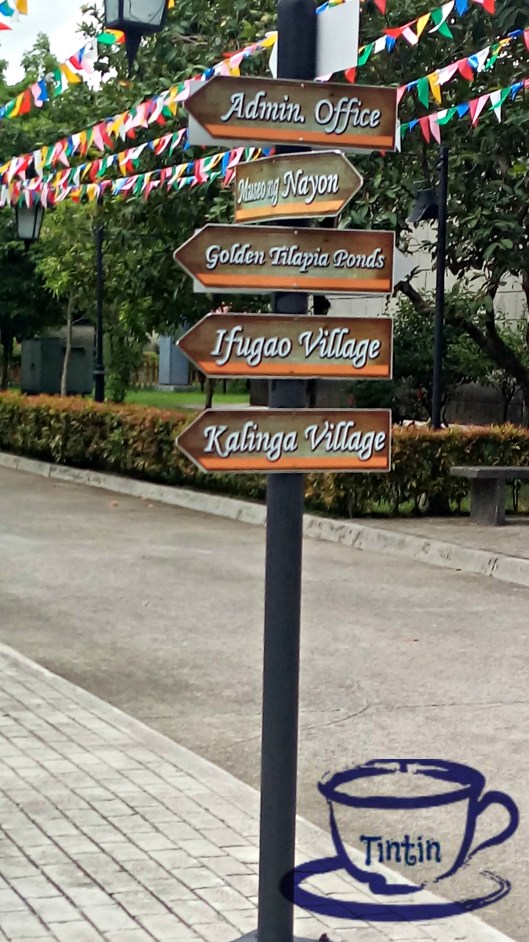 Admin. Office
Museo ng Nayon
Golden Tilapia Ponds
Ifugao Village
Kalinga Village
Tintin